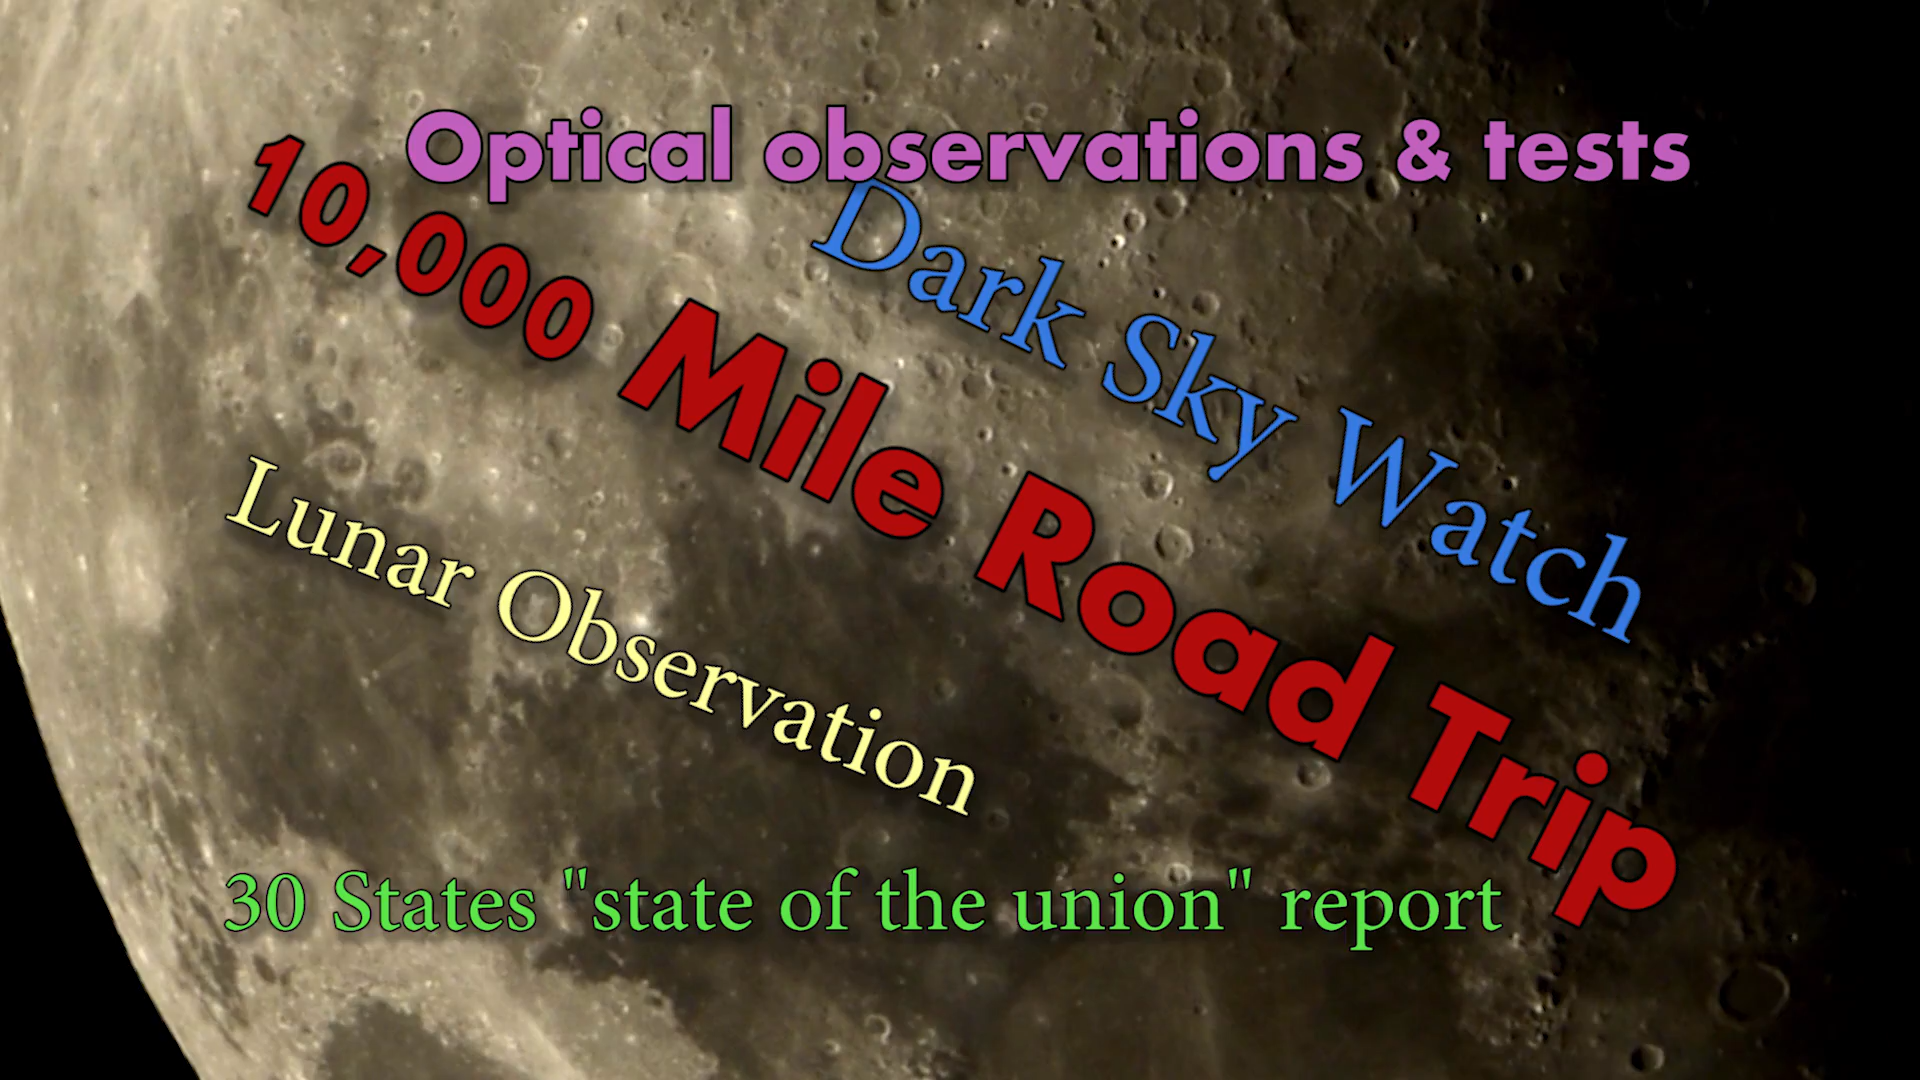 Optical observations & tests
10,000 Mile Road Trip
Dark Sky Watch
Lunar Observation
30 States "state of the union" report